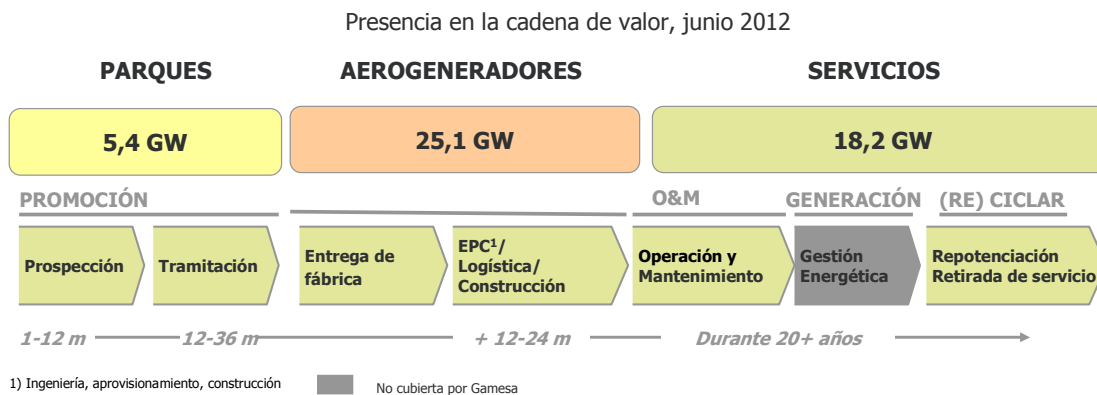 Presencia en la cadena de valor, junio 2012
PARQUES
AEROGENERADORES
SERVICIOS
5,4 GW
25,1 GW
18,2 GW
PROMOCIÓN
O&M
GENERACIÓN
(RE) CICLAR
Prospección
Tramitación
Entrega de
fábrica
EPC¹/
Logística/
Construcción
Operación y
Mantenimiento
Gestión
Energética
Repotenciación
Retirada de servicio
1-12 m
12-36 m
+ 12-24 m
Durante 20+ años
1) Ingeniería, aprovisionamiento, construcción
No cubierta por Gamesa